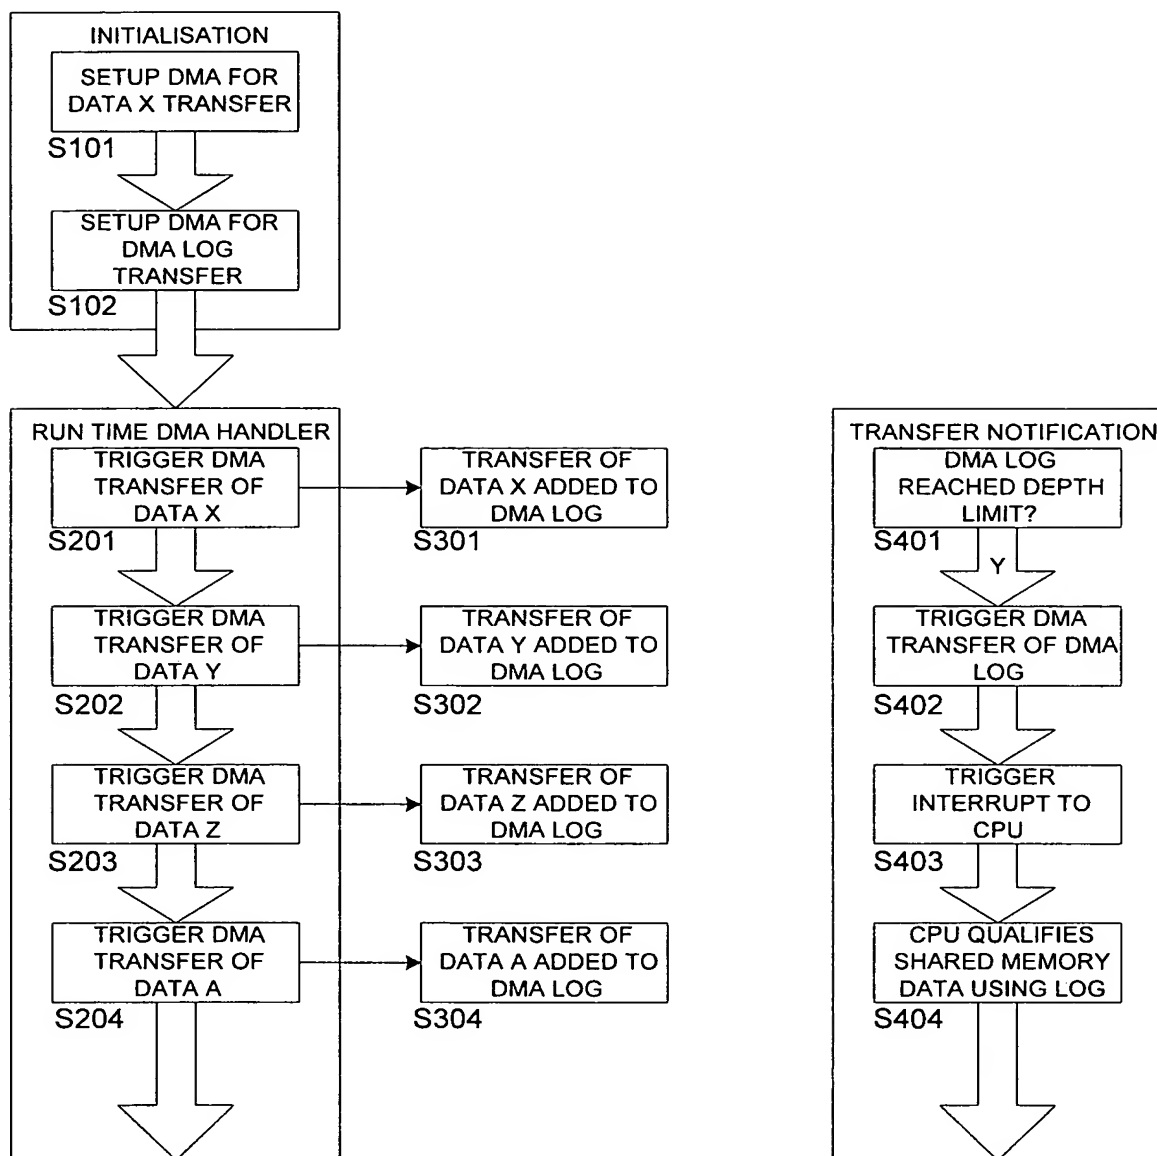 INITIALISATION
SETUP DMA FOR
DATA X TRANSFER
S101
SETUP DMA FOR
DMA LOG
TRANSFER
S102
RUN TIME DMA HANDLER
TRIGGER DMA
TRANSFER OF
DATA X
S201
TRANSFER OF
DATA X ADDED TO
DMA LOG
S301
TRIGGER DMA
TRANSFER OF
DATA Y
S202
TRANSFER OF
DATA Y ADDED TO
DMA LOG
S302
TRIGGER DMA
TRANSFER OF
DATA Z
S203
TRANSFER OF
DATA Z ADDED TO
DMA LOG
S303
TRIGGER DMA
TRANSFER OF
DATA A
S204
TRANSFER OF
DATA A ADDED TO
DMA LOG
S304
TRANSFER NOTIFICATION
DMA LOG
REACHED DEPTH
LIMIT?
S401
Y
TRIGGER DMA
TRANSFER OF DMA
LOG
S402
TRIGGER
INTERRUPT TO
CPU
S403
CPU QUALIFIES
SHARED MEMORY
DATA USING LOG
S404